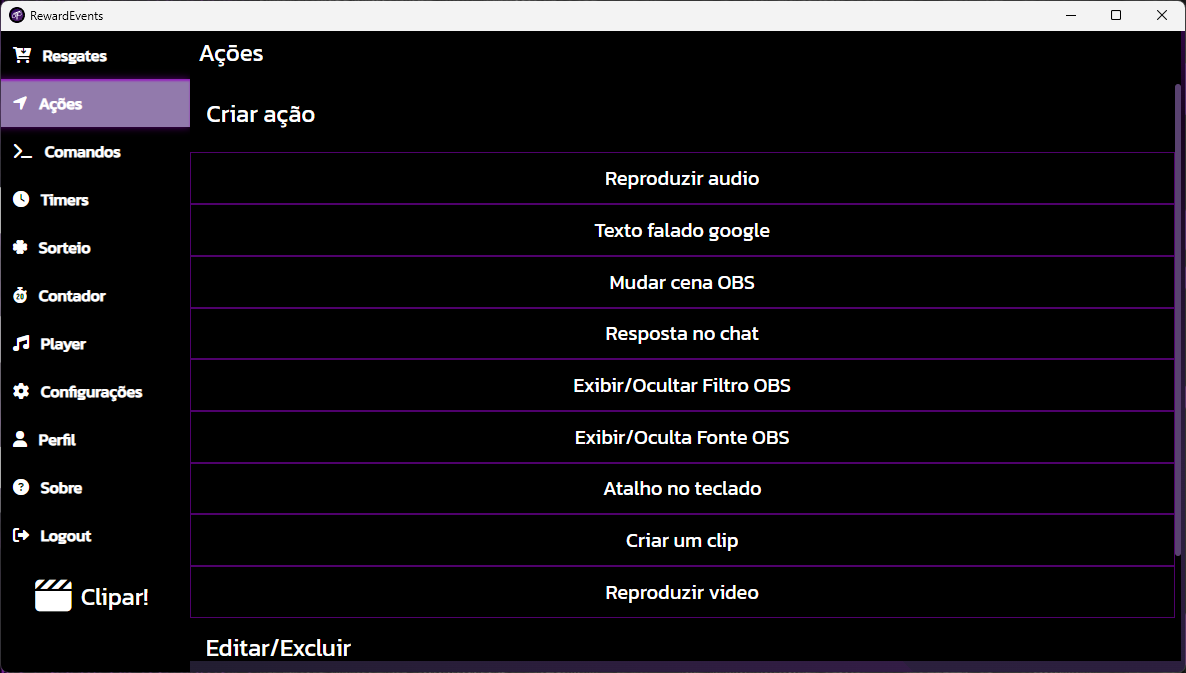 RewardEvents
Resgates
Ações
Comandos
Timers
Sorteio
20
Contador
Player
Configurações
Perfil
?
Sobre
Logout
Clipar!
Ações
Criar ação
Reproduzir audio
Texto falado google
Mudar cena OBS
Resposta no chat
Exibir/Ocultar Filtro OBS
Exibir/Oculta Fonte OBS
Atalho no teclado
Criar um clip
Reproduzir video
Editar/Excluir